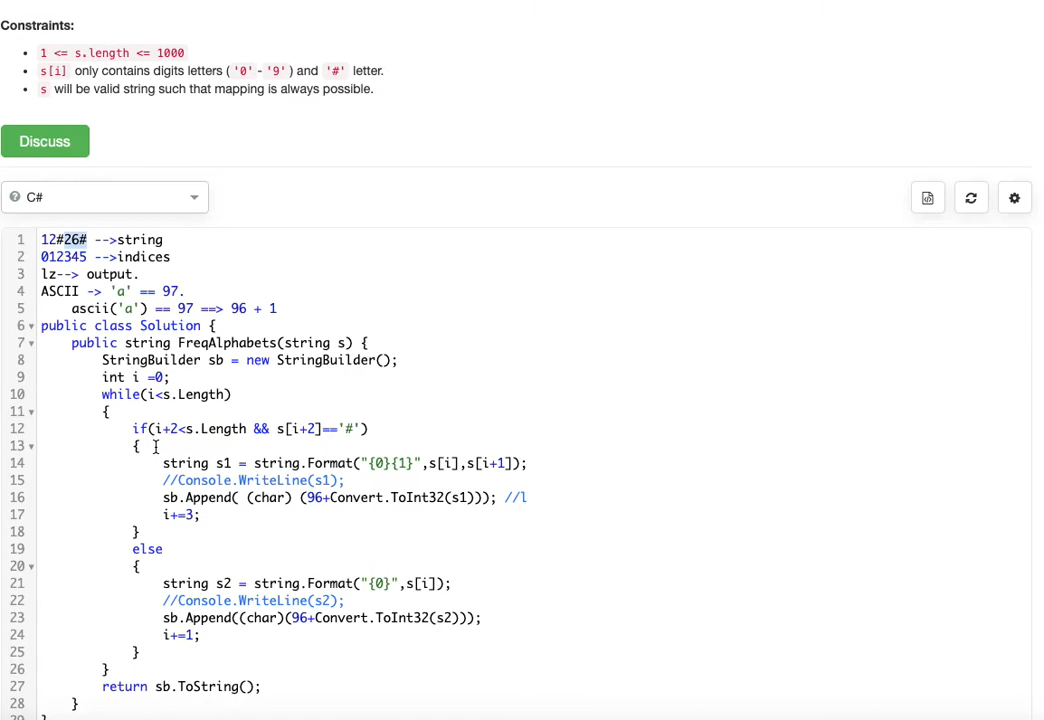 Constraints:
• 1 <= s.length <= 1000
• s[i] only contains digits letters ('0'-'9') and '#' letter.
• s will be valid string such that mapping is always possible.
Discuss
C#
1 12#26# -->string
2 012345 -->indices
3 lz--> output.
4 ASCII -> 'a' == 97.
5     ascii('a') == 97 ==> 96 + 1
6 public class Solution {
7     public string FreqAlphabets(string s) {
8         StringBuilder sb = new StringBuilder();
9         int i =0;
10         while(i<s.Length)
11         {
12             if(i+2<s.Length && s[i+2]=='#')
13             {
14                 string s1 = string.Format("{0}{1}",s[i],s[i+1]);
15                 //Console.WriteLine(s1);
16                 sb.Append( (char) (96+Convert.ToInt32(s1))); //l
17                 i+=3;
18             }
19             else
20             {
21                 string s2 = string.Format("{0}",s[i]);
22                 //Console.WriteLine(s2);
23                 sb.Append((char)(96+Convert.ToInt32(s2)));
24                 i+=1;
25             }
26         }
27         return sb.ToString();
28     }
29 }